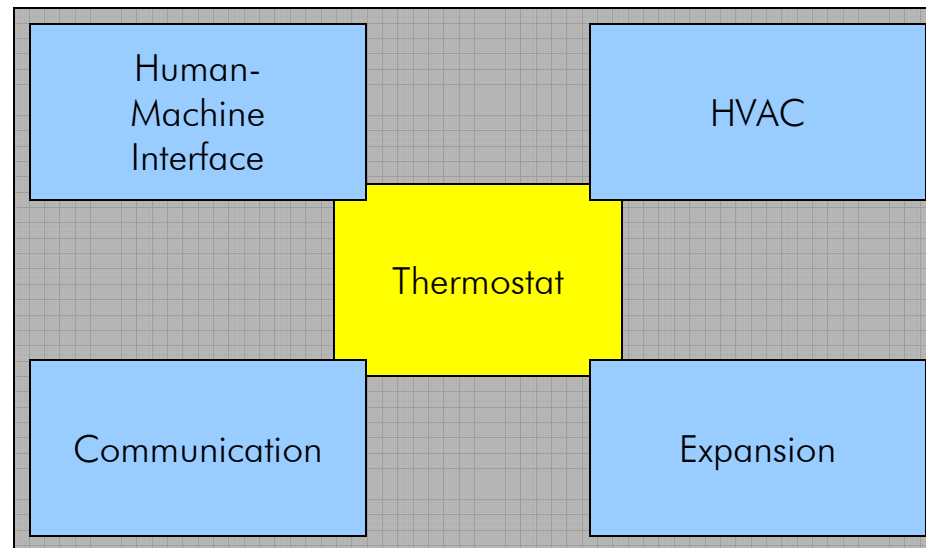 Human-
Machine
Interface
HVAC
Thermostat
Communication
Expansion